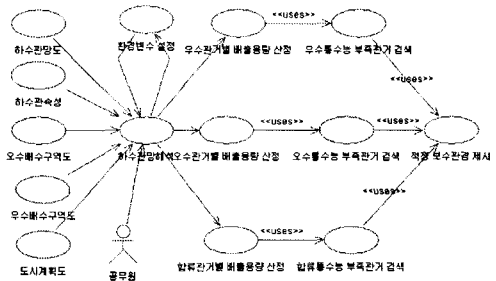 <<uses>>
하수관망도
환경변수 설정
우수관거별 배출용량 산정
우수통수능 부족관거 검색
하수관속성
<<uses>>
<<uses>>
<<uses>>
오수배수구역도
하수관망해석
오수관거별 배출용량 산정
오수통수능 부족관거 검색
적정 보수관경 제시
<<uses>>
우수배수구역도
<<uses>>
도시계획도
공무원
합류관거별 배출용량 산정
합류통수능 부족관거 검색